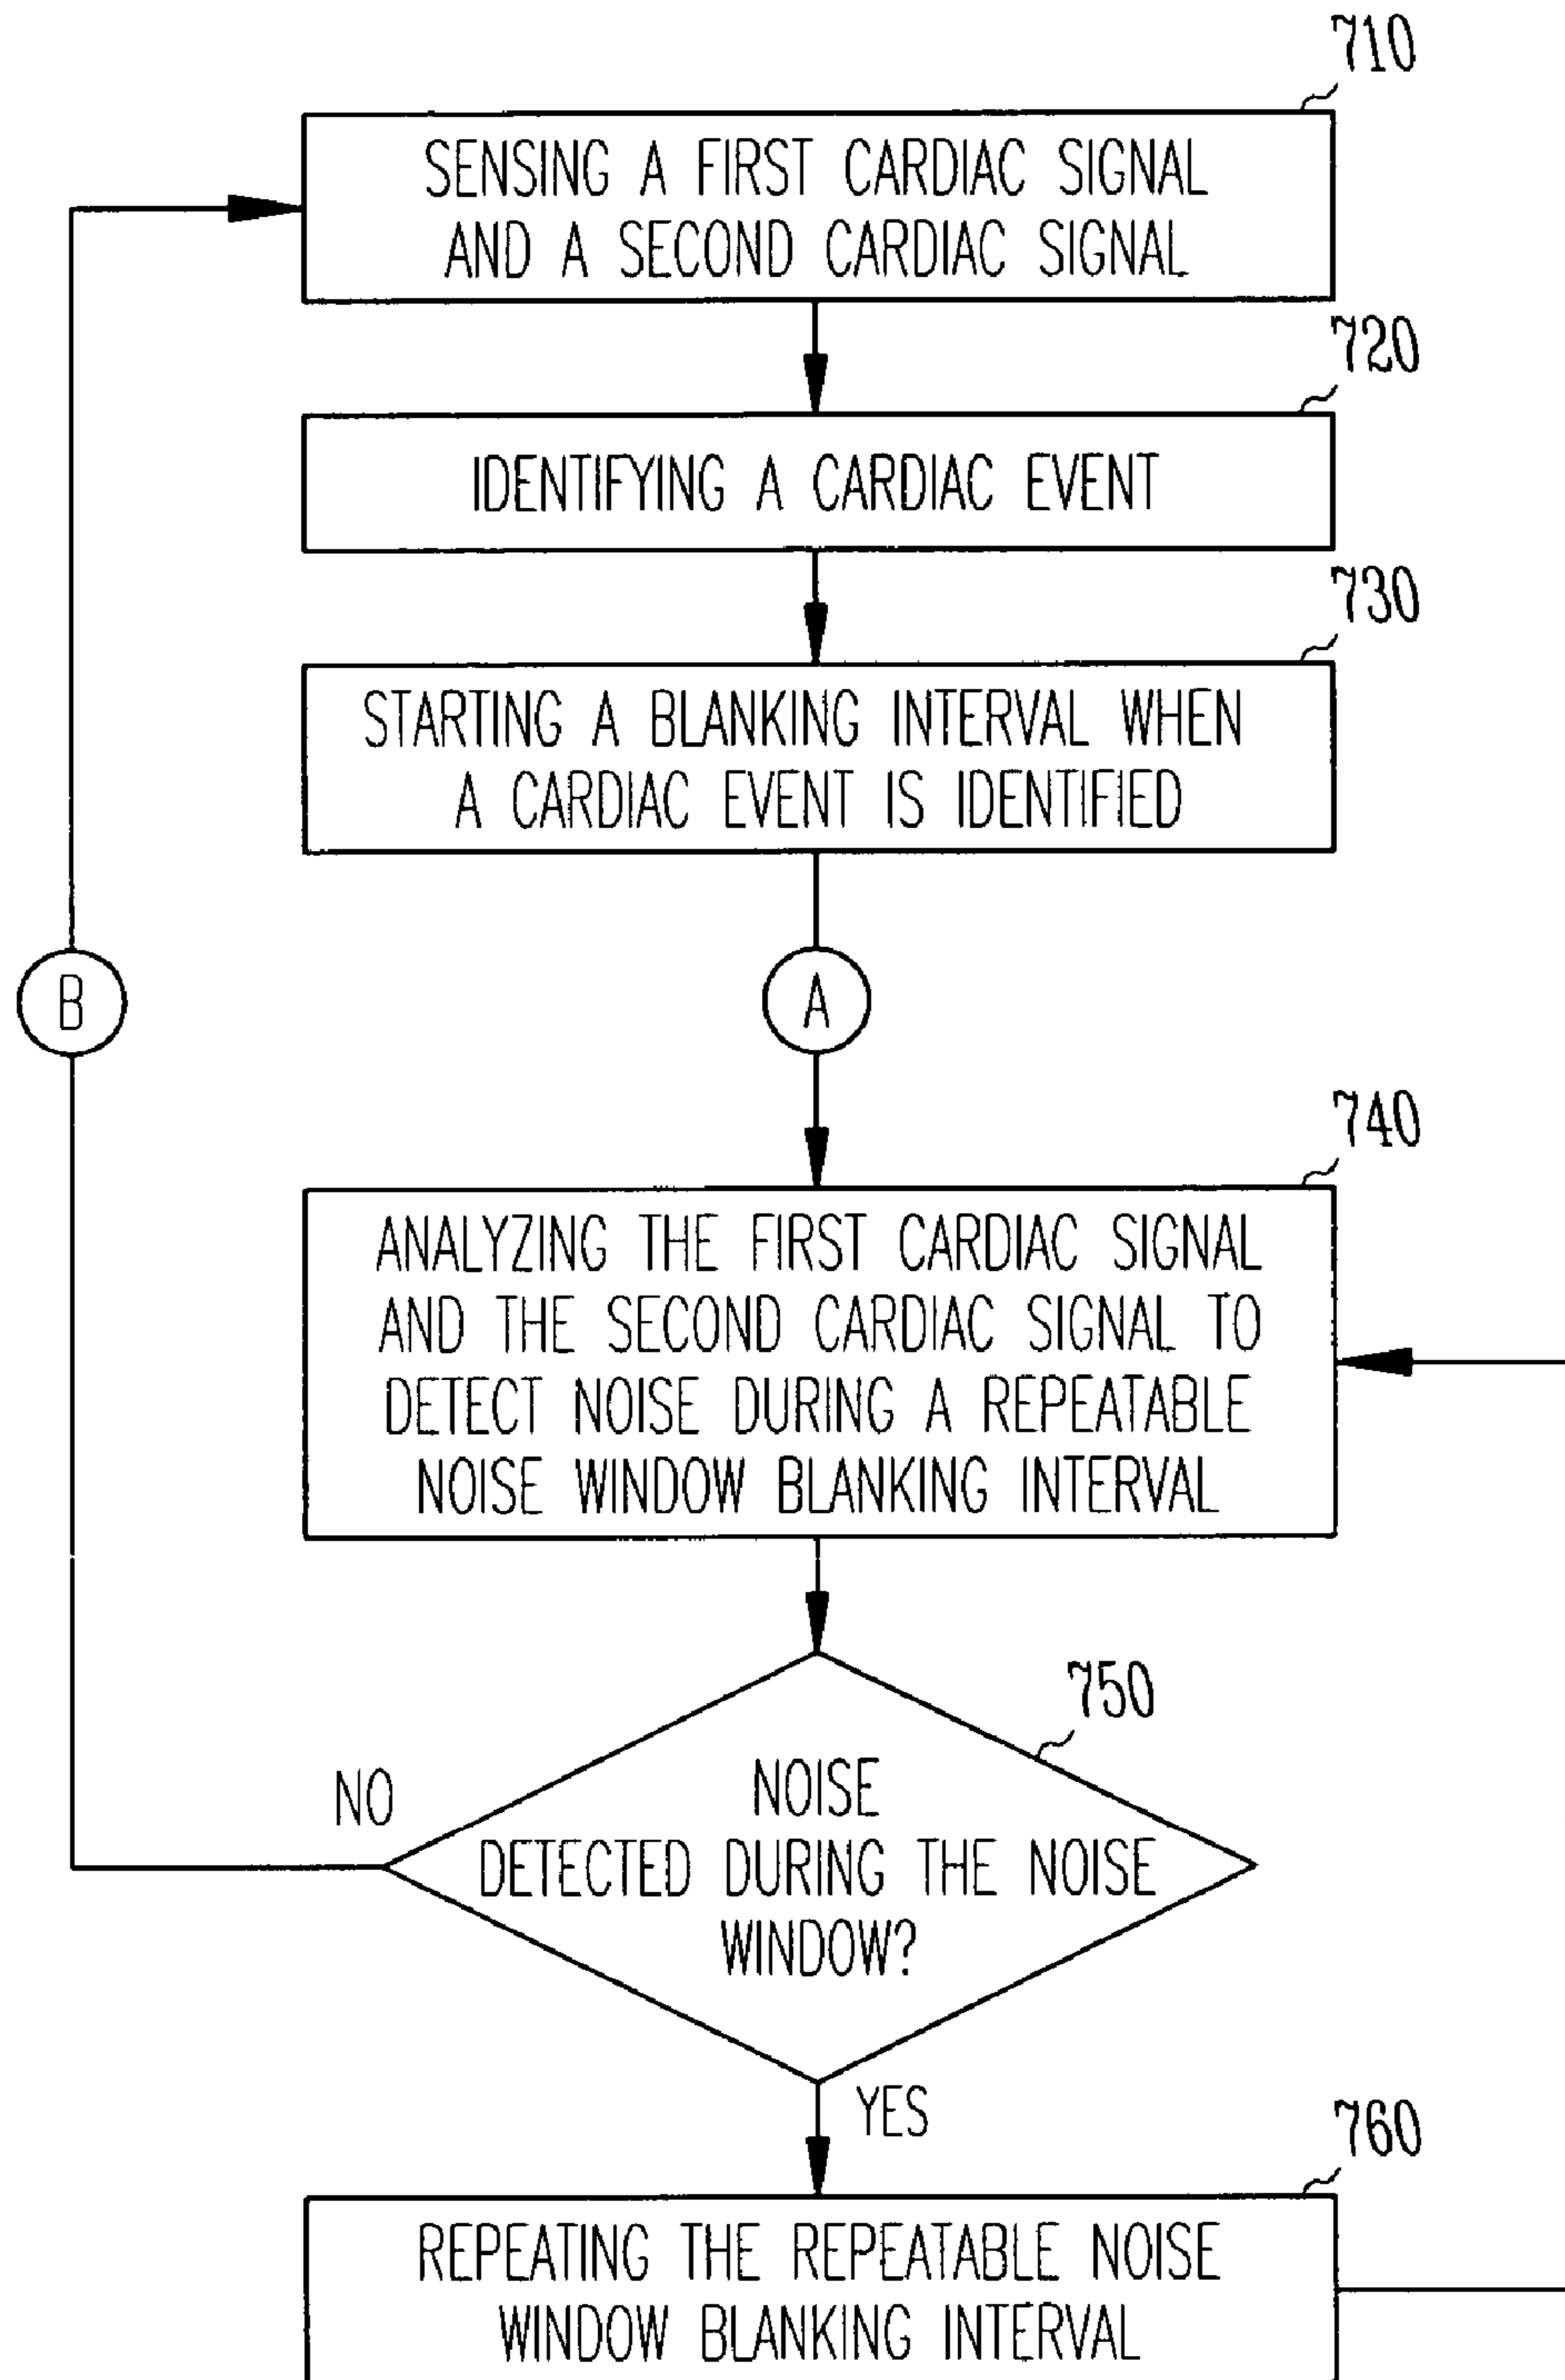 710
SENSING A FIRST CARDIAC SIGNAL
AND A SECOND CARDIAC SIGNAL
720
IDENTIFYING A CARDIAC EVENT
730
STARTING A BLANKING INTERVAL WHEN
A CARDIAC EVENT IS IDENTIFIED
B
A
740
ANALYZING THE FIRST CARDIAC SIGNAL
AND THE SECOND CARDIAC SIGNAL TO
DETECT NOISE DURING A REPEATABLE
NOISE WINDOW BLANKING INTERVAL
750
NO
NOISE
DETECTED DURING THE NOISE
WINDOW?
YES
760
REPEATING THE REPEATABLE NOISE
WINDOW BLANKING INTERVAL